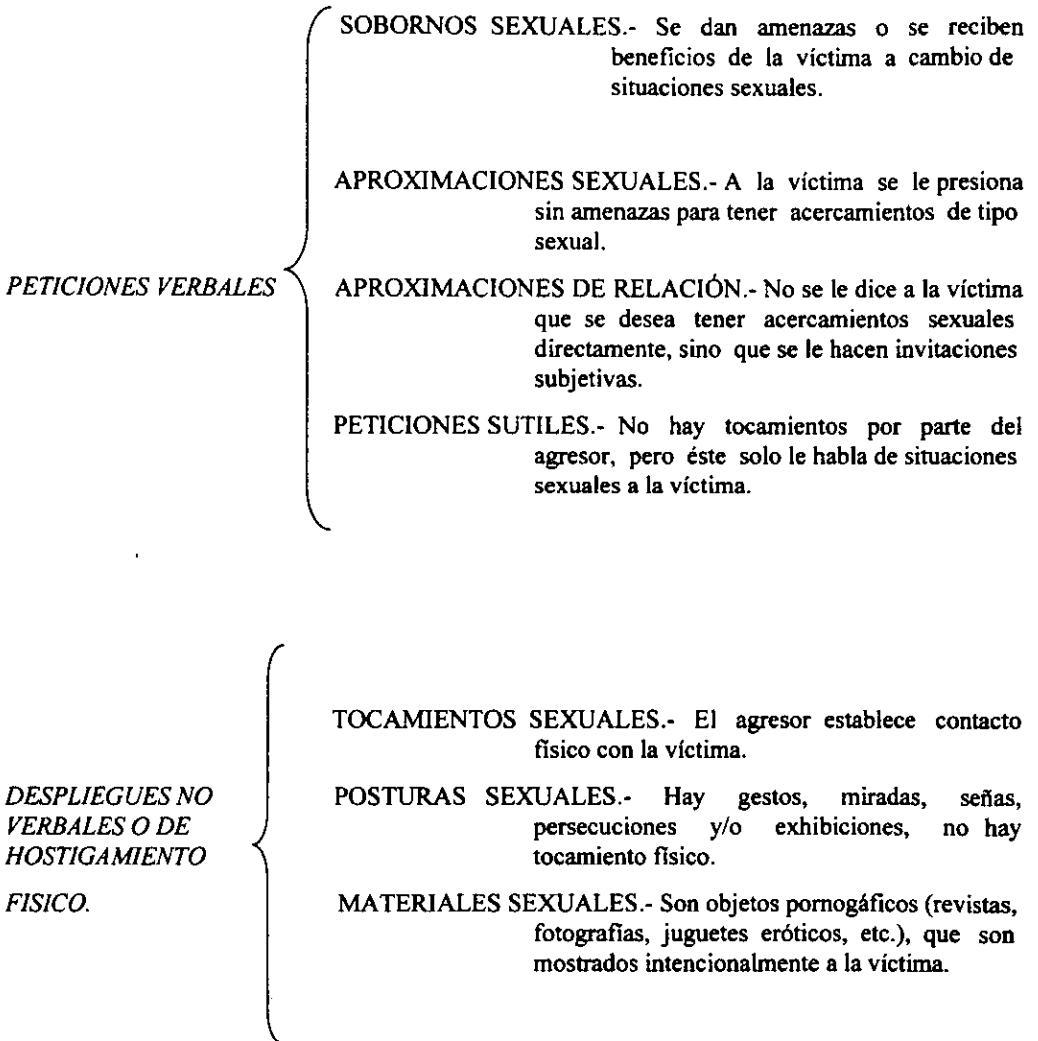 SOBORNOS SEXUALES.- Se dan amenazas o se reciben
beneficios de la víctima a cambio de
situaciones sexuales.
APROXIMACIONES SEXUALES.- A la víctima se le presiona
sin amenazas para tener acercamientos de tipo
sexual.
PETICIONES VERBALES
APROXIMACIONES DE RELACIÓN.- No se le dice a la víctima
que se desea tener acercamientos sexuales
directamente, sino que se le hacen invitaciones
subjetivas.
PETICIONES SUTILES.- No hay tocamientos por parte del
agresor, pero éste solo le habla de situaciones
sexuales a la víctima.
DESPLIEGUES NO
VERBALES O DE
HOSTIGAMIENTO
FISICO.
TOCAMIENTOS SEXUALES.- El agresor establece contacto
físico con la víctima.
POSTURAS SEXUALES.- Hay gestos, miradas, señas,
persecuciones y/o exhibiciones, no hay
tocamiento físico.
MATERIALES SEXUALES.- Son objetos pornogáficos (revistas,
fotografías, juguetes eróticos, etc.), que son
mostrados intencionalmente a la víctima.